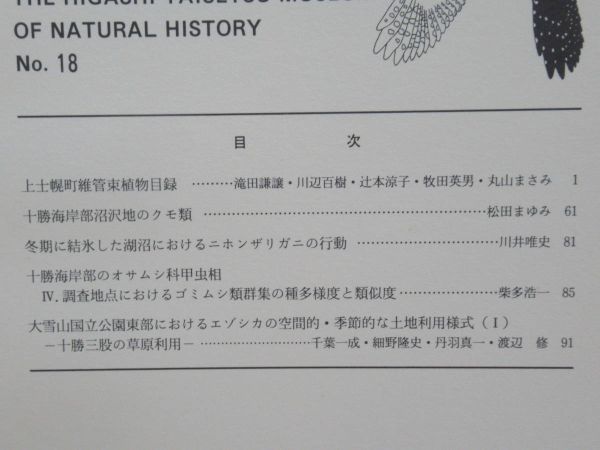 THE HIGASHI TAISETSU MUSEUM
OF NATURAL HISTORY
No. 18
目 次
上士幌町維管束植物目録 ………滝田謙譲・川辺百樹・辻本涼子・牧田英男・丸山まさみ 1
十勝海岸部沼沢地のクモ類 ………………………………………………松田まゆみ 61
冬期に結氷した湖沼におけるニホンザリガニの行動 ………………………川井唯史 81
十勝海岸部のオサムシ科甲虫相
Ⅳ. 調査地点におけるゴミムシ類群集の種多様度と類似度 ………………柴多浩一 85
大雪山国立公園東部におけるエゾシカの空間的・季節的な土地利用様式 ( I )
－十勝三股の草原利用－ ………………………千葉一成・細野隆史・丹羽真一・渡辺 修 91